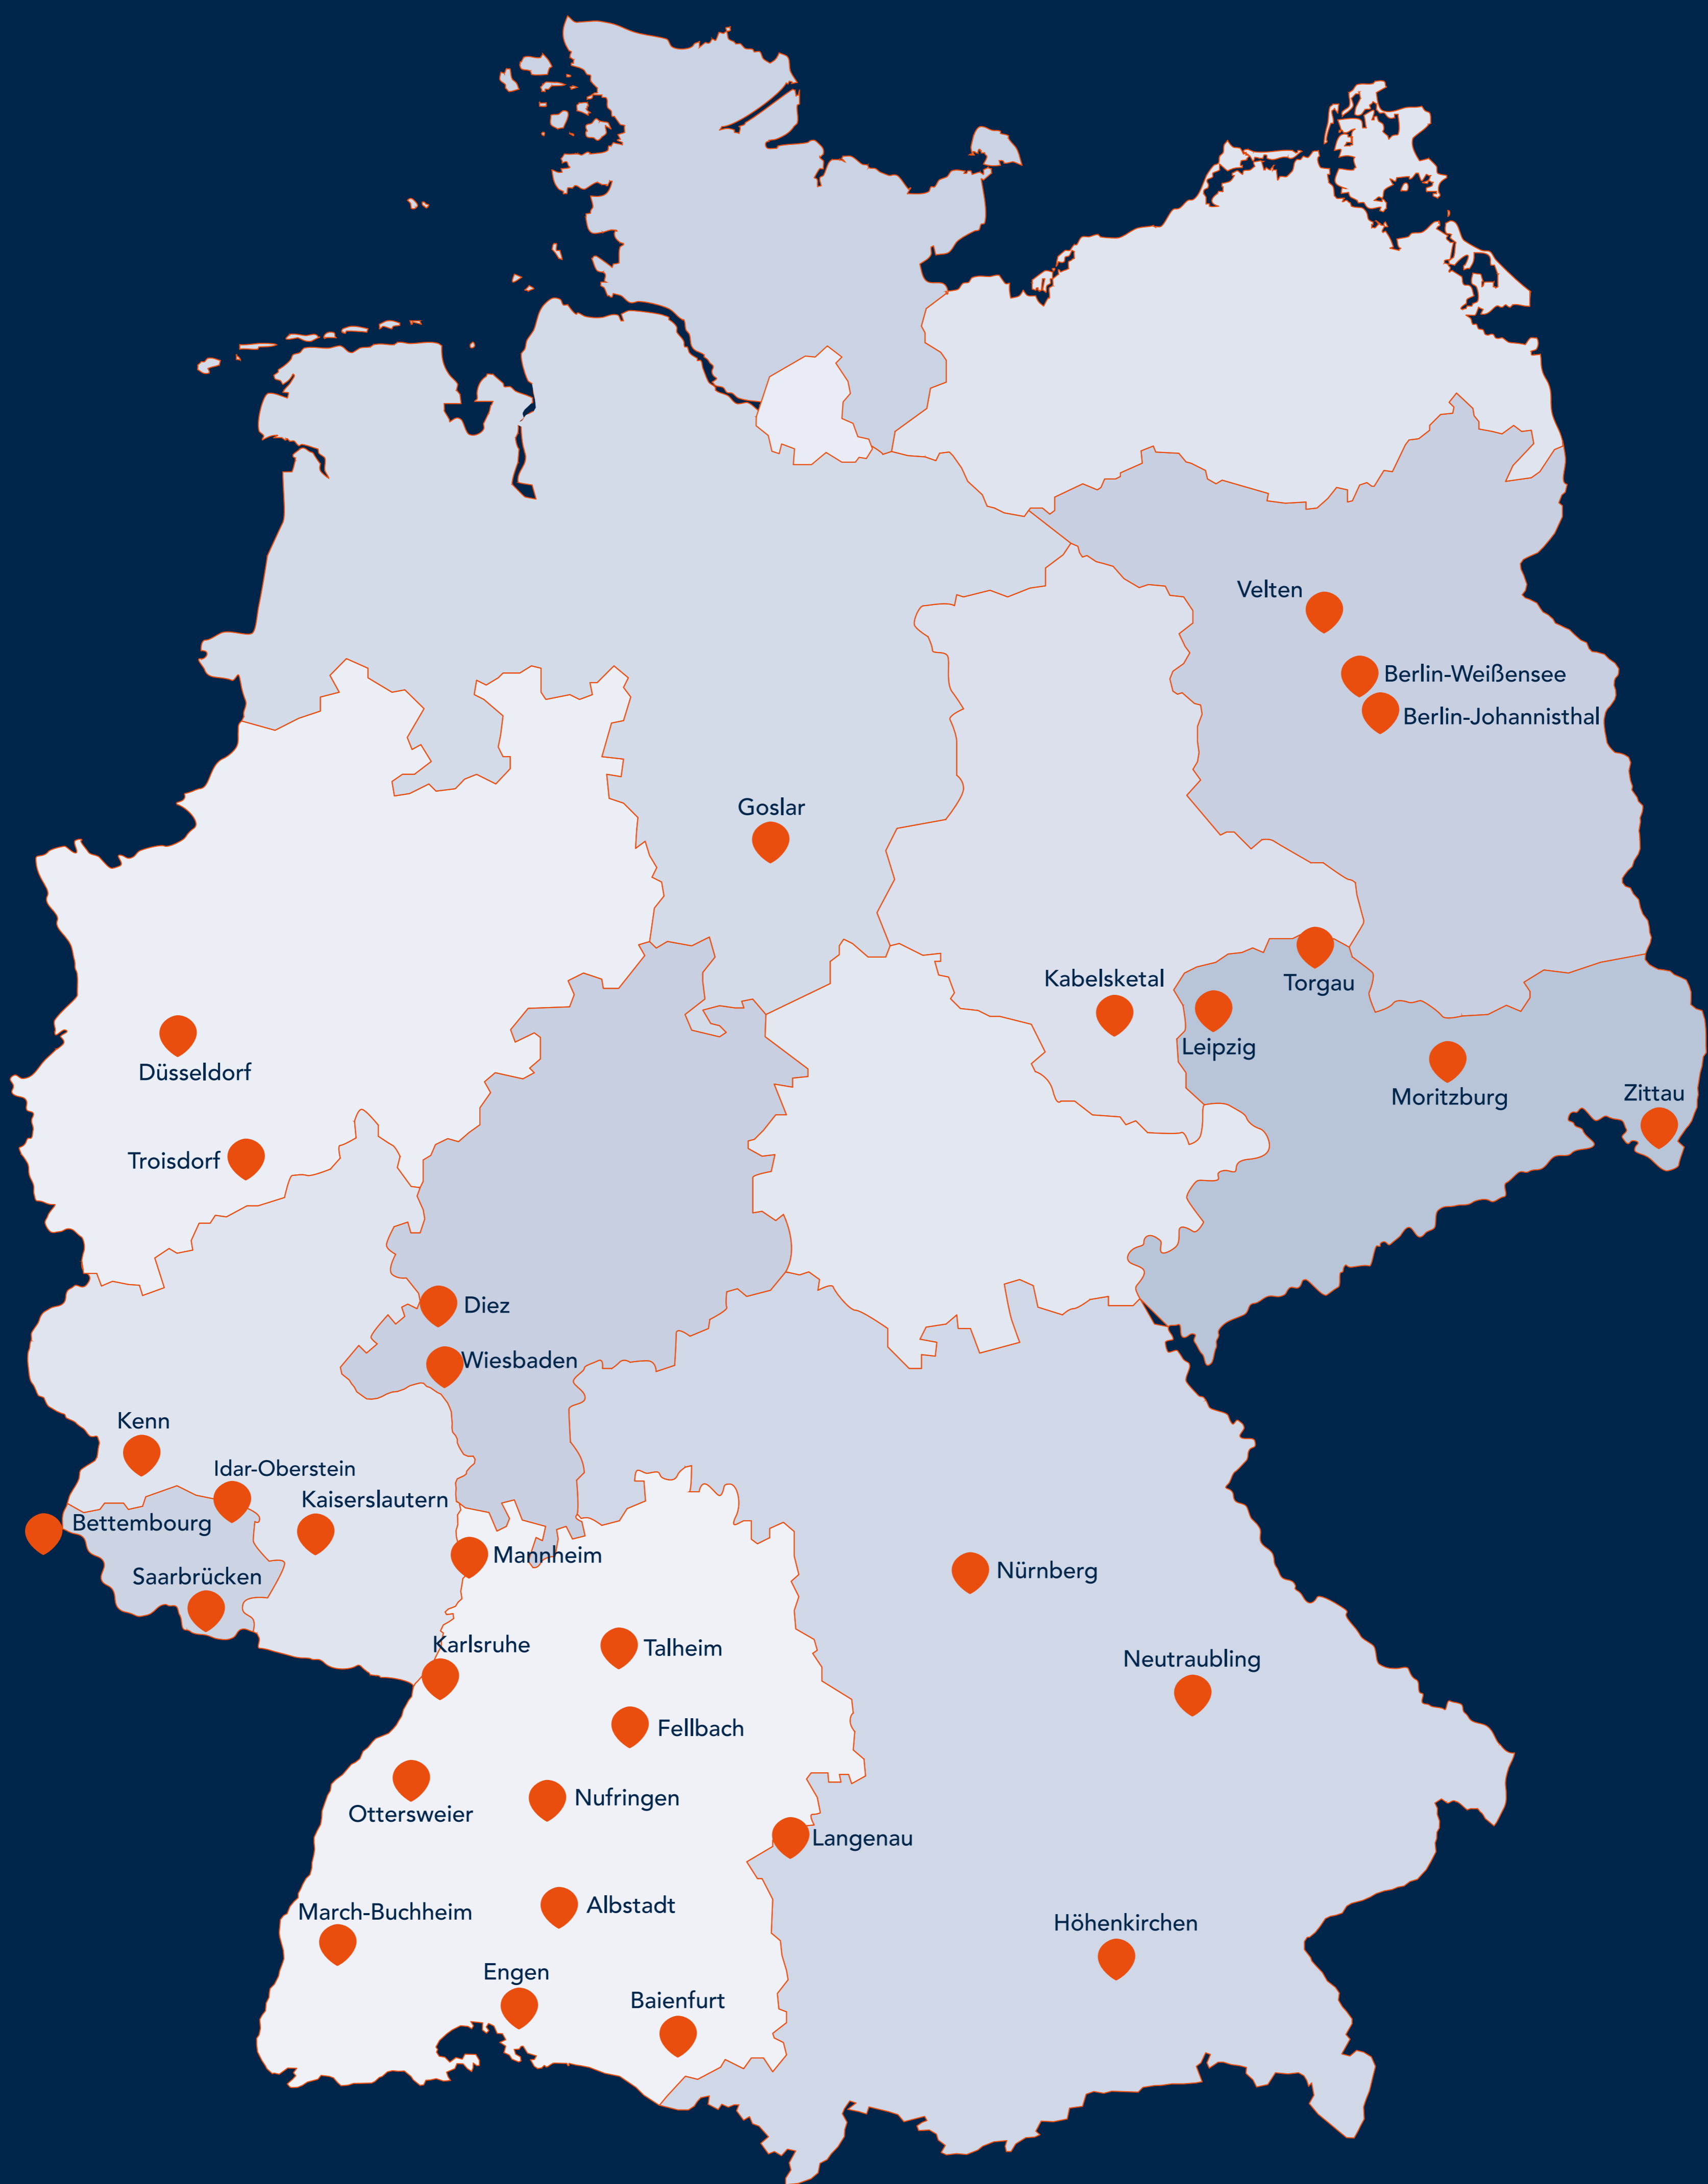 Velten
Berlin-Weißensee
Berlin-Johannisthal
Goslar
Kabelsketal
Torgau
Leipzig
Düsseldorf
Moritzburg
Zittau
Troisdorf
Diez
Wiesbaden
Kenn
Idar-Oberstein
Kaiserslautern
Bettembourg
Mannheim
Saarbrücken
Nürnberg
Karlsruhe
Talheim
Neutraubling
Fellbach
Nufringen
Ottersweier
Langenau
Albstadt
March-Buchheim
Höhenkirchen
Engen
Baienfurt